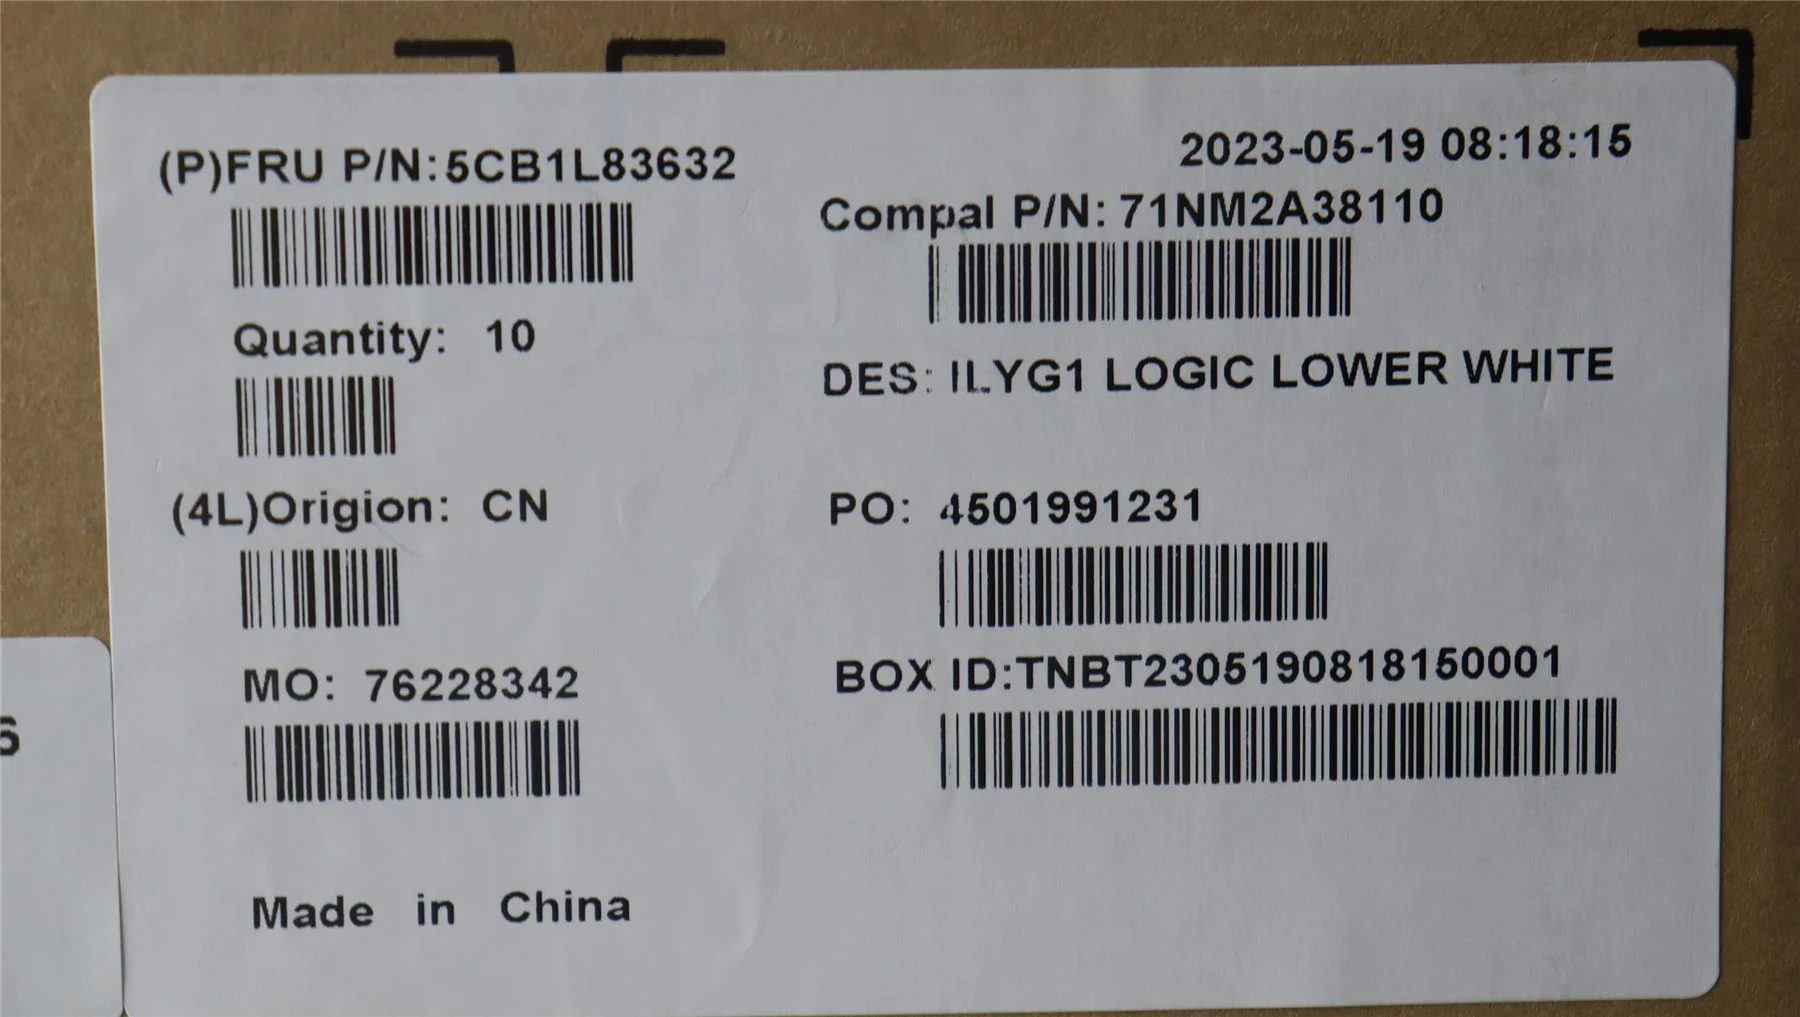 (P)FRU P/N:5CB1L83632
2023-05-19 08:18:15
Compal P/N: 71NM2A38110
Quantity: 10
DES: ILYG1 LOGIC LOWER WHITE
(4L)Origion: CN
PO: 4501991231
MO: 76228342
BOX ID:TNBT2305190818150001
Made in China